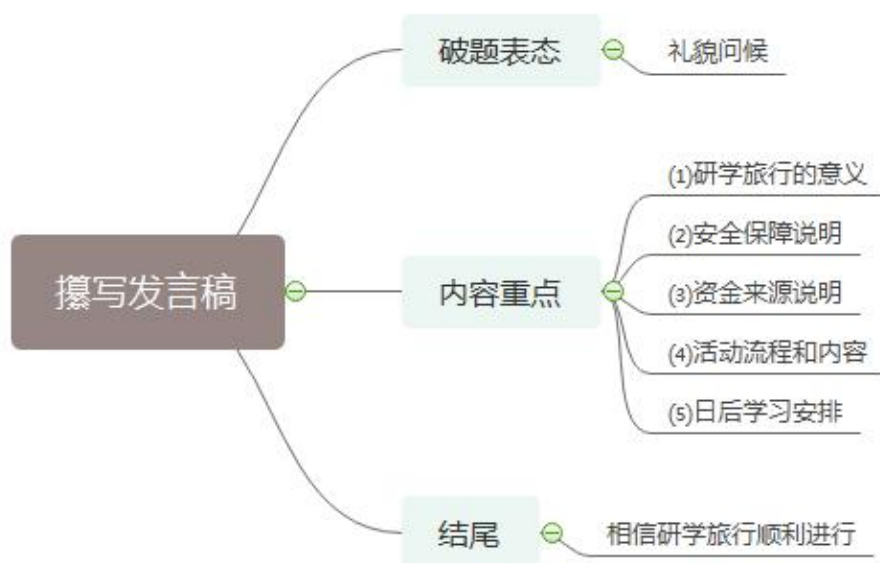 撰写发言稿
破题表态
礼貌问候
内容重点
(1)研学旅行的意义
(2)安全保障说明
(3)资金来源说明
(4)活动流程和内容
(5)日后学习安排
结尾
相信研学旅行顺利进行